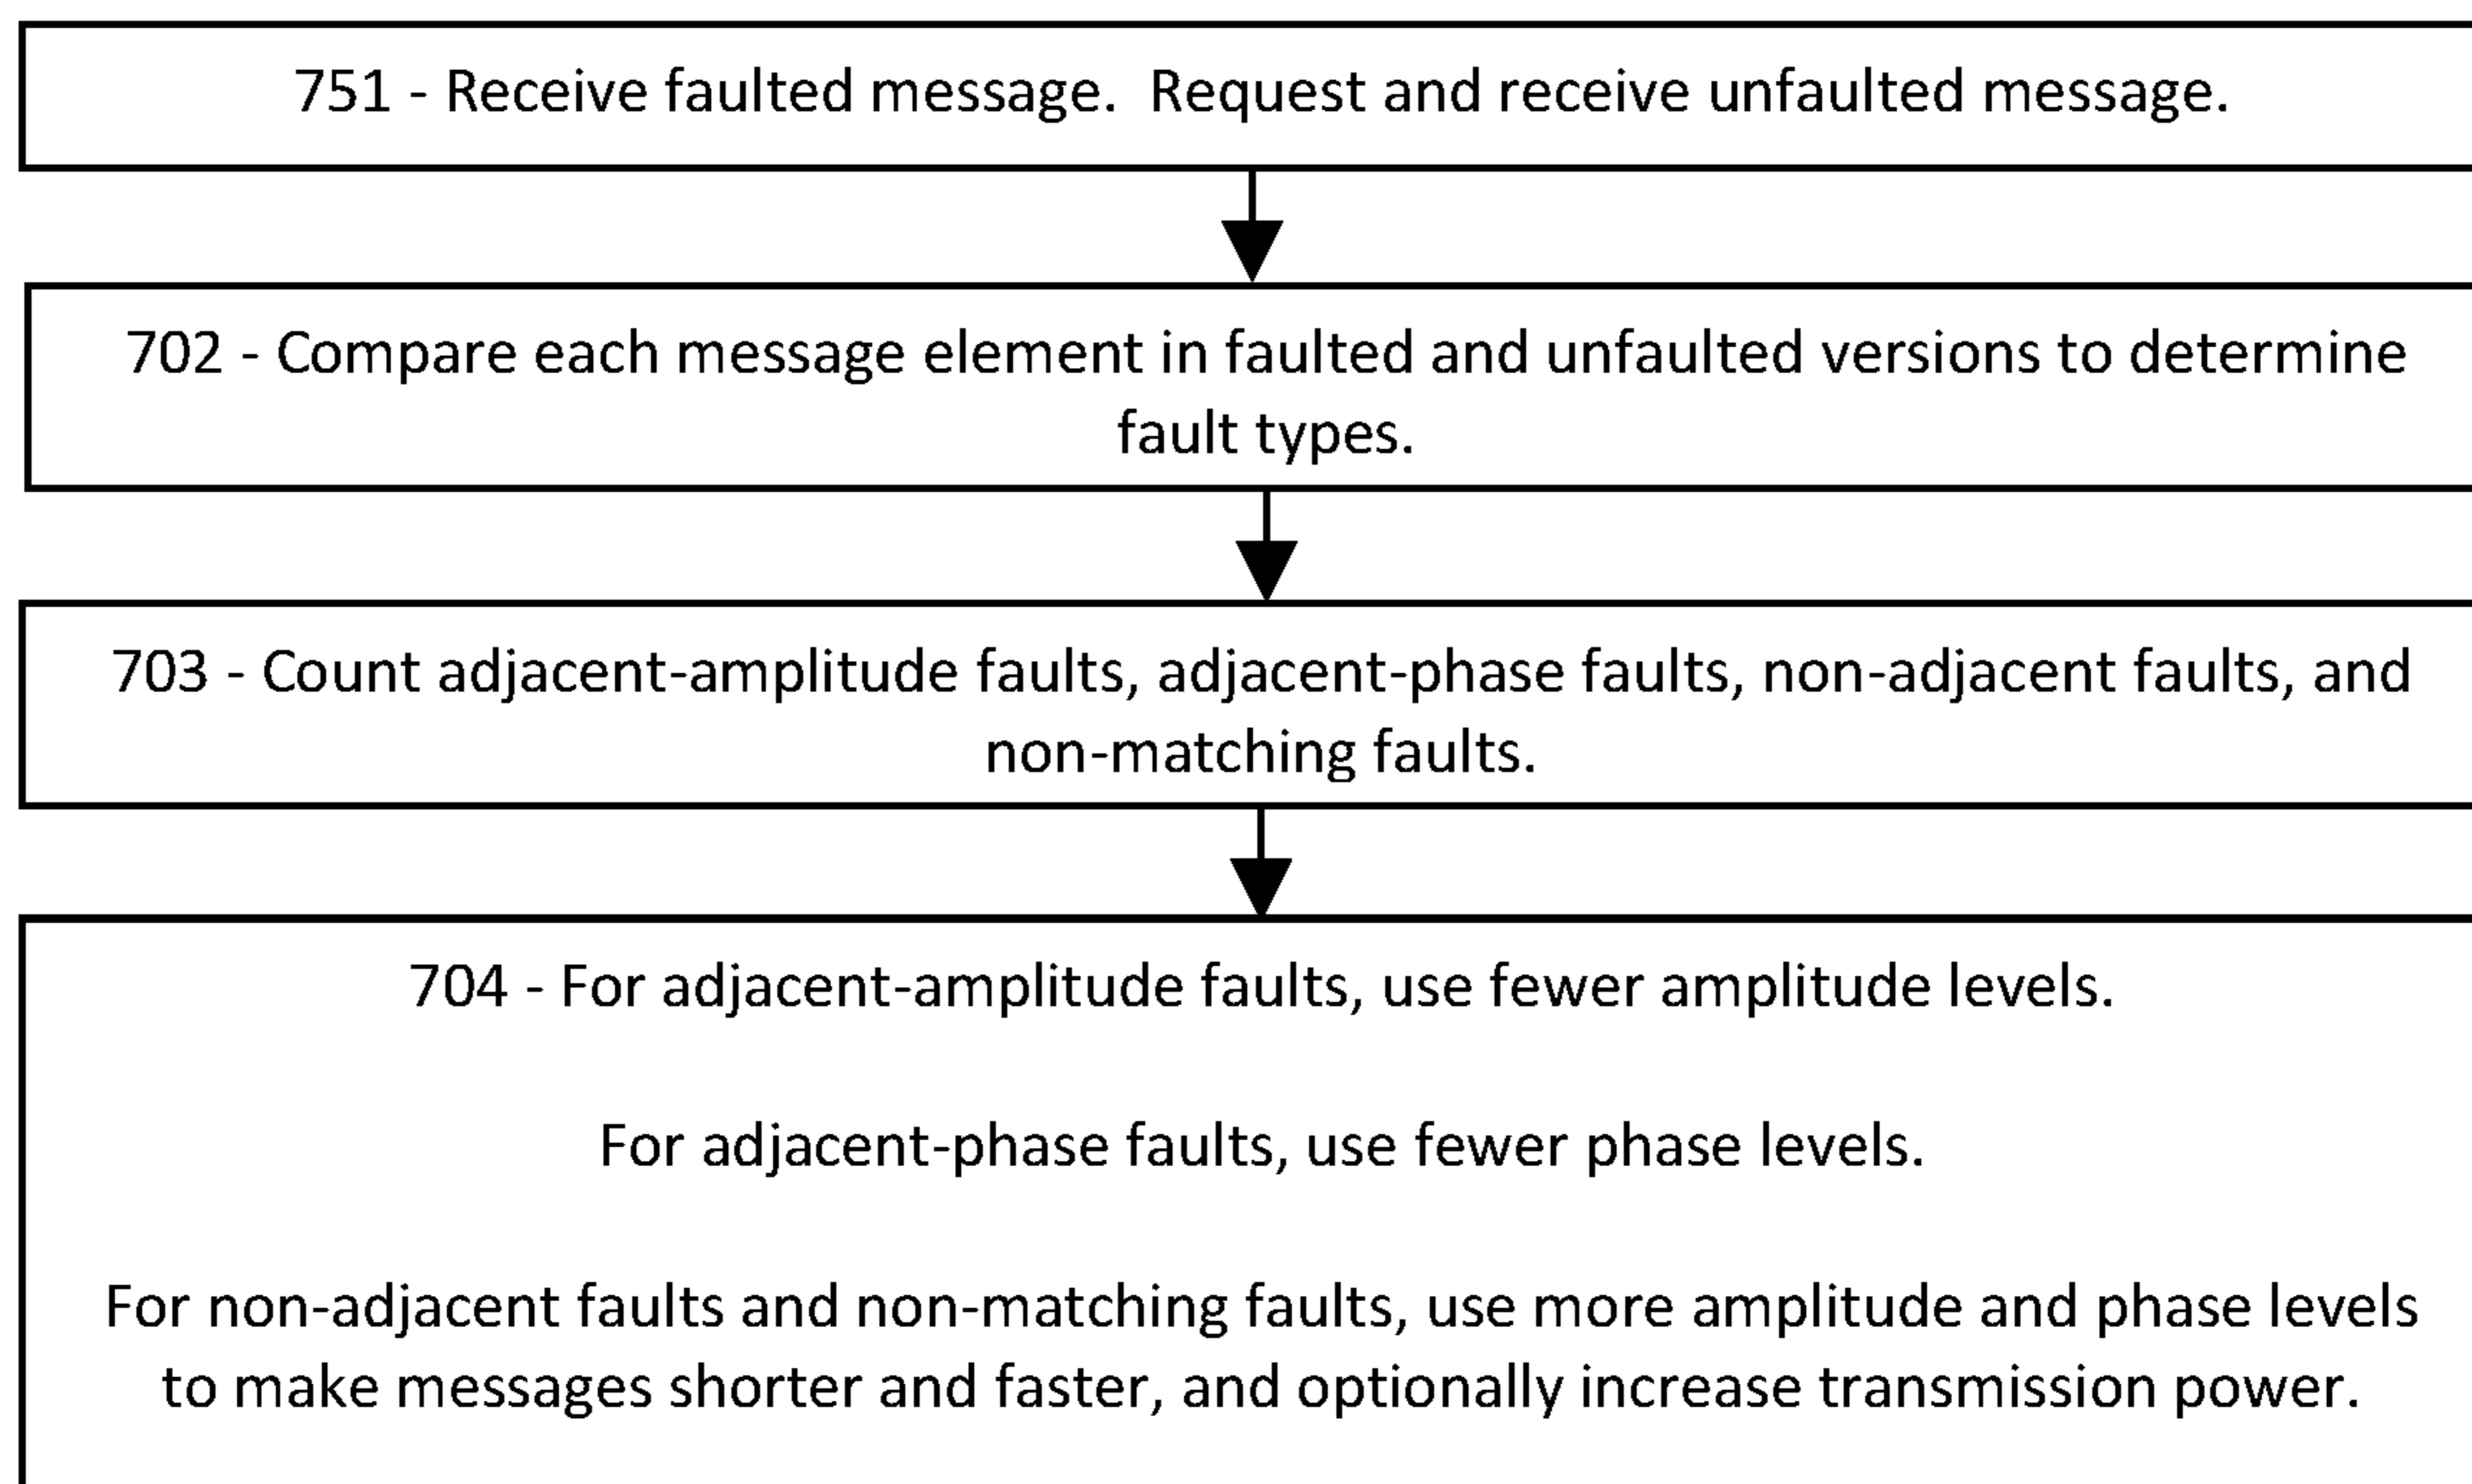 751 - Receive faulted message.  Request and receive unfaulted message.
702 - Compare each message element in faulted and unfaulted versions to determine
fault types.
703 - Count adjacent-amplitude faults, adjacent-phase faults, non-adjacent faults, and
non-matching faults.
704 - For adjacent-amplitude faults, use fewer amplitude levels.
For adjacent-phase faults, use fewer phase levels.
For non-adjacent faults and non-matching faults, use more amplitude and phase levels
to make messages shorter and faster, and optionally increase transmission power.